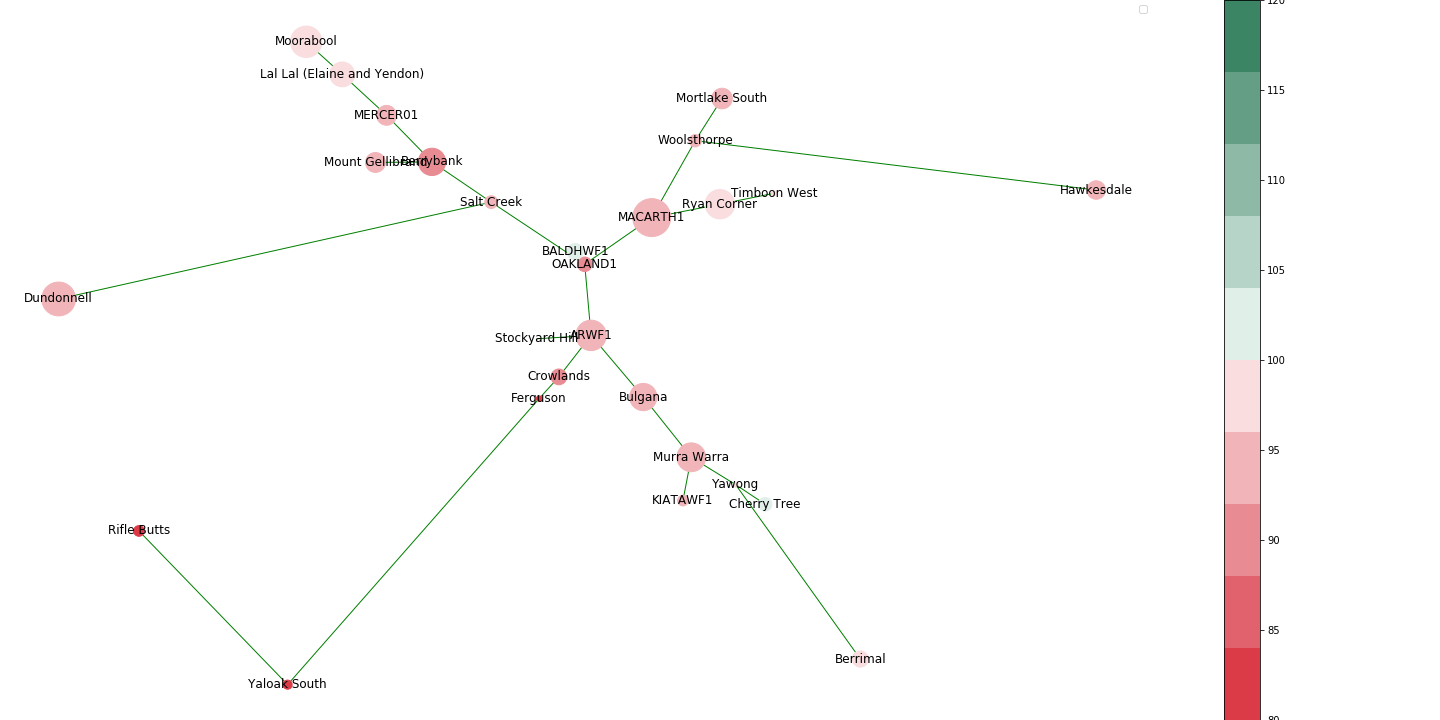 120
Moorabool
Lal Lal (Elaine and Yendon)
115
Mortlake South
MERCER01
Woolsthorpe
Mount Gellibrand
Berrybank
110
Hawkesdale
Timboon West
Salt Creek
Ryan Corner
MACARTH1
BALDHWF1
OAKLAND1
105
Dundonnell
Stockyard Hill
ARWF1
100
Crowlands
Ferguson
Bulgana
95
Murra Warra
Yawong
KIATAWF1
Cherry Tree
Rifle Butts
90
85
Berrimal
Yaloak South
80